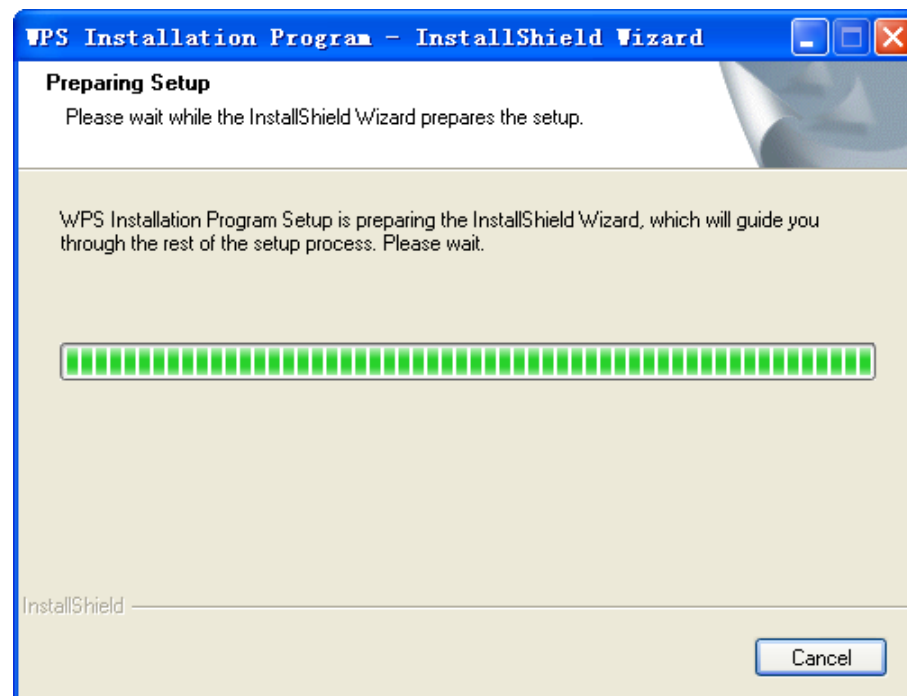 WPS Installation Program - InstallShield Wizard
Preparing Setup
Please wait while the InstallShield Wizard prepares the setup.
WPS Installation Program Setup is preparing the InstallShield Wizard, which will guide you
through the rest of the setup process. Please wait.
InstallShield
Cancel